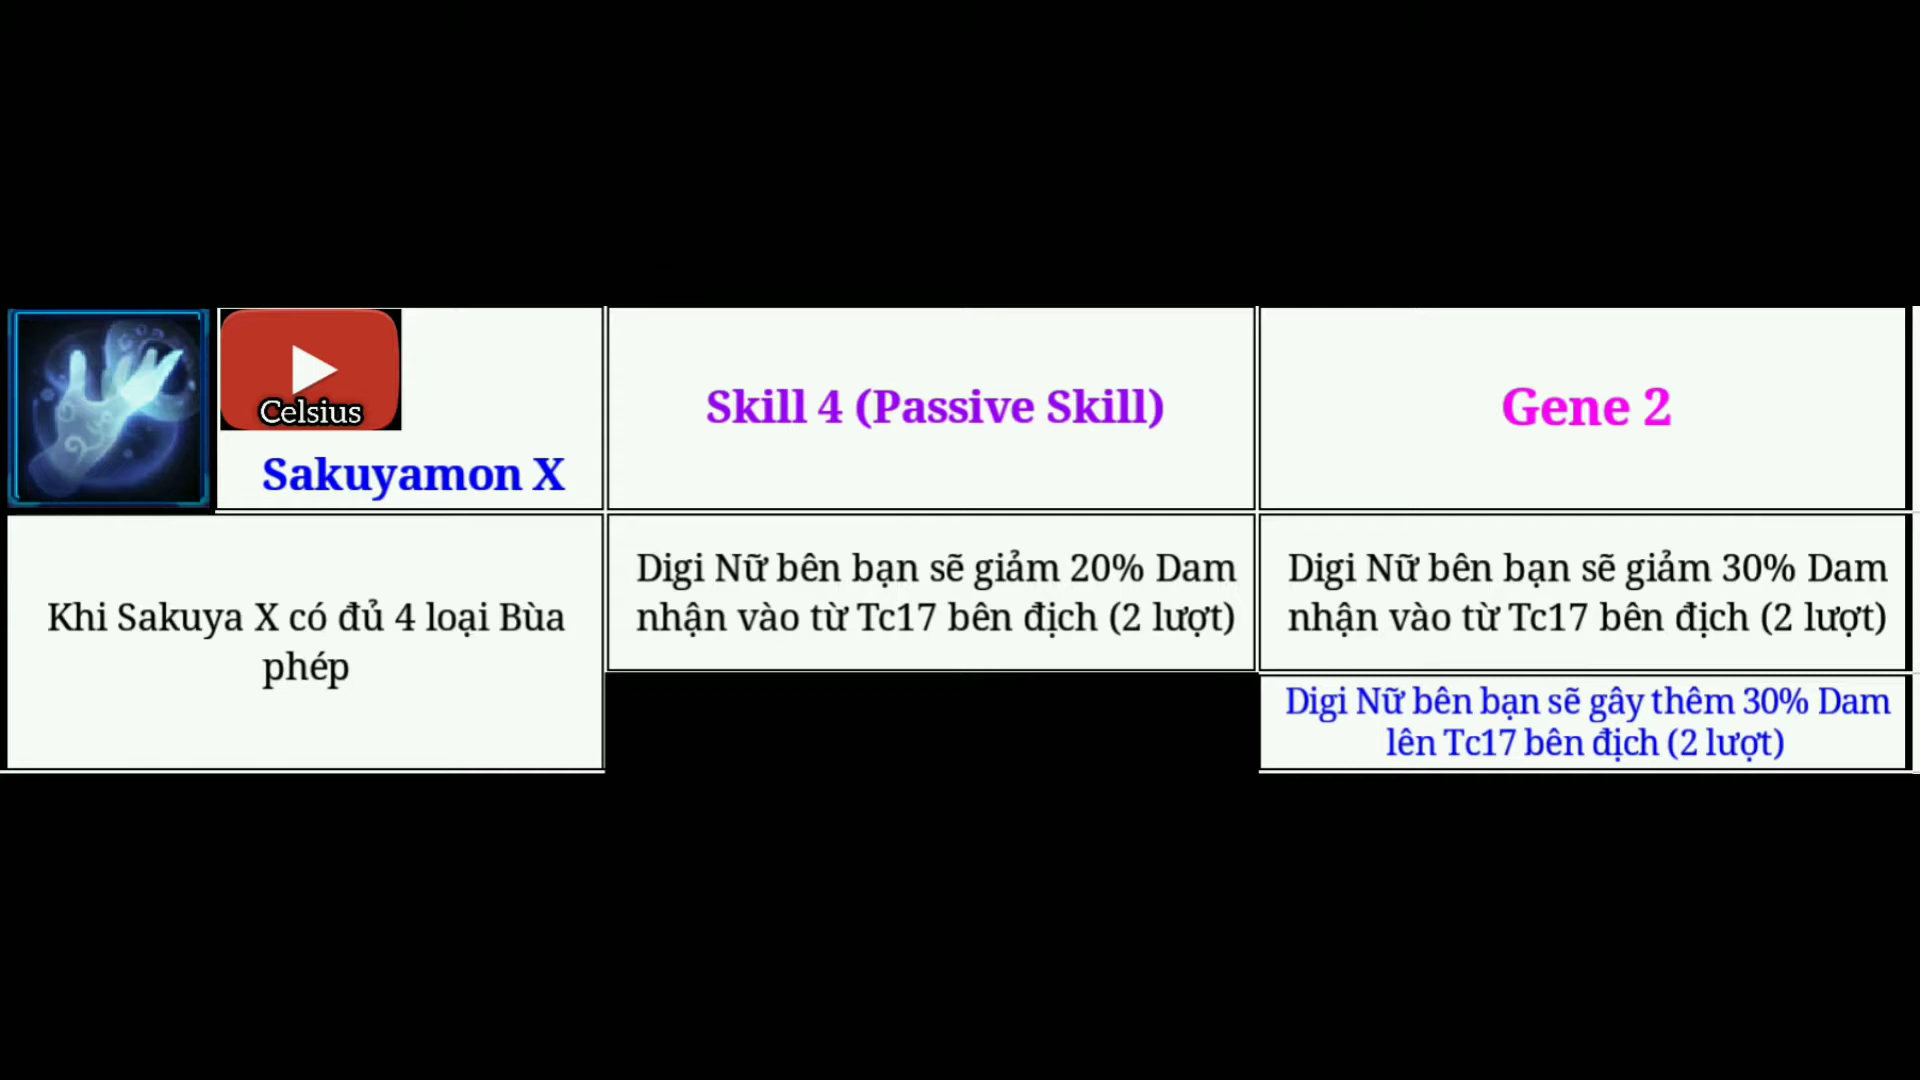 Celsius
Sakuyamon X
Skill 4 (Passive Skill)
Gene 2
Khi Sakuya X có đủ 4 loại Bùa
phép
Digi Nữ bên bạn sẽ giảm 20% Dam
nhận vào từ Tc17 bên địch (2 lượt)
Digi Nữ bên bạn sẽ giảm 30% Dam
nhận vào từ Tc17 bên địch (2 lượt)
Digi Nữ bên bạn sẽ gây thêm 30% Dam
lên Tc17 bên địch (2 lượt)